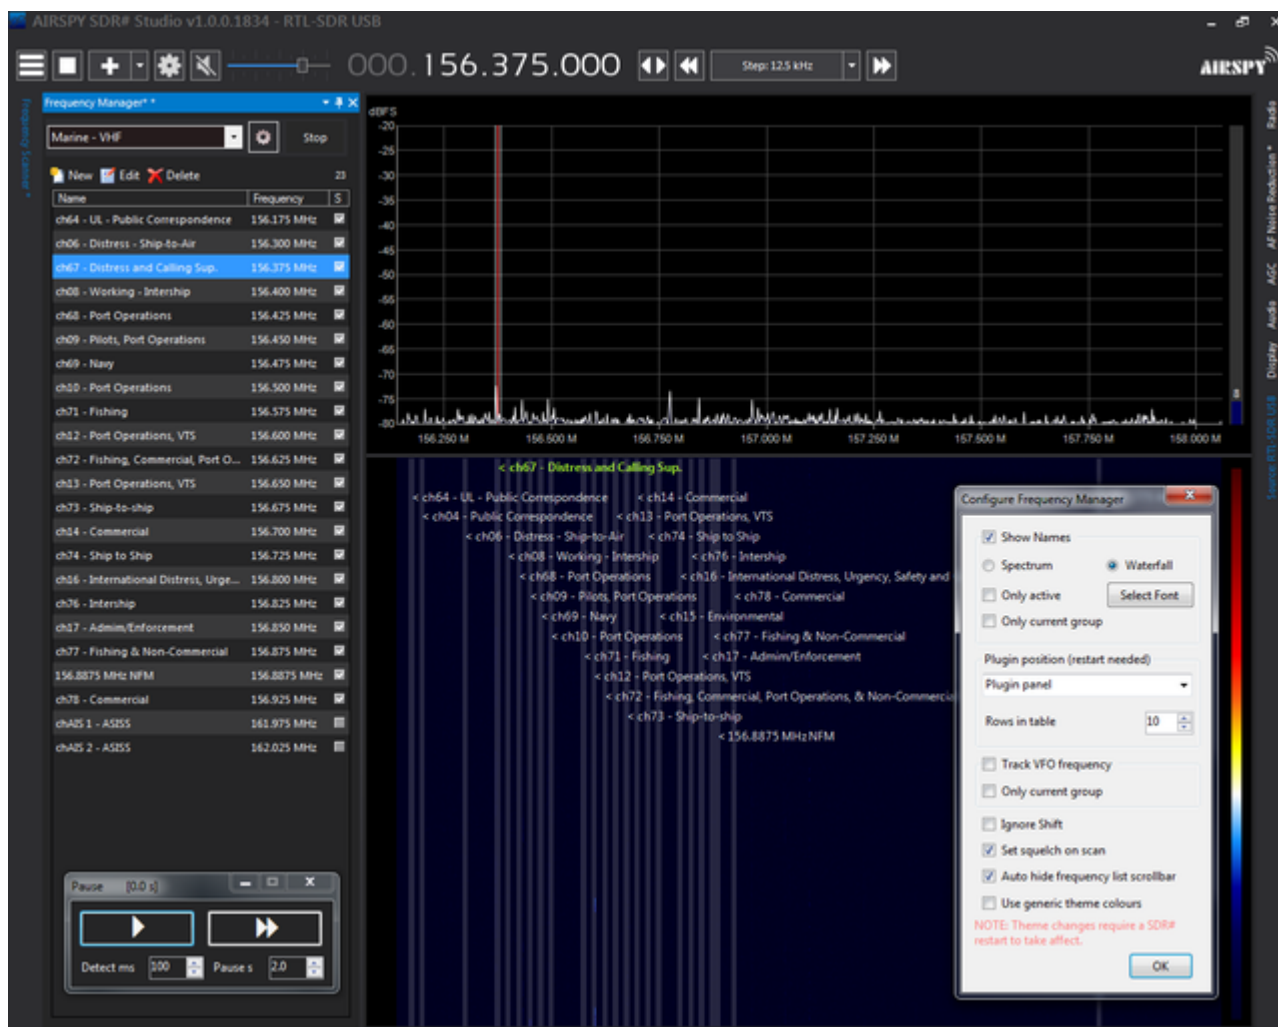 AIRSPY SDR# Studio v1.0.0.1834 - RTL-SDR USB
000.156.375.000
Step: 12.5 kHz
AIRSPY
Frequency Scanner *
Frequency Manager* *
Marine - VHF
Stop
New Edit Delete 23
Name Frequency S
ch64 - UL - Public Correspondence 156.175 MHz
ch06 - Distress - Ship-to-Air 156.300 MHz
ch67 - Distress and Calling Sup. 156.375 MHz
ch08 - Working - Intership 156.400 MHz
ch68 - Port Operations 156.425 MHz
ch09 - Pilots, Port Operations 156.450 MHz
ch69 - Navy 156.475 MHz
ch10 - Port Operations 156.500 MHz
ch71 - Fishing 156.575 MHz
ch12 - Port Operations, VTS 156.600 MHz
ch72 - Fishing, Commercial, Port O... 156.625 MHz
ch13 - Port Operations, VTS 156.650 MHz
ch73 - Ship-to-ship 156.675 MHz
ch14 - Commercial 156.700 MHz
ch74 - Ship to Ship 156.725 MHz
ch16 - International Distress, Urge... 156.800 MHz
ch76 - Intership 156.825 MHz
ch17 - Admim/Enforcement 156.850 MHz
ch77 - Fishing & Non-Commercial 156.875 MHz
156.8875 MHz NFM 156.8875 MHz
ch78 - Commercial 156.925 MHz
chAIS 1 - ASISS 161.975 MHz
chAIS 2 - ASISS 162.025 MHz
Pause [0.0 s]
Detect ms 100 Pause s 2.0
dBFS
-20
-25
-30
-35
-40
-45
-50
-55
-60
-65
-70
-75
-80
156.250 M 156.500 M 156.750 M 157.000 M 157.250 M 157.500 M 157.750 M 158.000 M
8
< ch67 - Distress and Calling Sup.
< ch64 - UL - Public Correspondence < ch14 - Commercial
< ch04 - Public Correspondence < ch13 - Port Operations, VTS
< ch06 - Distress - Ship-to-Air < ch74 - Ship to Ship
< ch08 - Working - Intership < ch76 - Intership
< ch68 - Port Operations < ch16 - International Distress, Urgency, Safety and
< ch09 - Pilots, Port Operations < ch78 - Commercial
< ch69 - Navy < ch15 - Environmental
< ch10 - Port Operations < ch77 - Fishing & Non-Commercial
< ch71 - Fishing < ch17 - Admim/Enforcement
< ch12 - Port Operations, VTS
< ch72 - Fishing, Commercial, Port Operations, & Non-Commercia
< ch73 - Ship-to-ship
< 156.8875 MHz NFM
Configure Frequency Manager
Show Names
Spectrum Waterfall
Only active Select Font
Only current group
Plugin position (restart needed)
Plugin panel
Rows in table 10
Track VFO frequency
Only current group
Ignore Shift
Set squelch on scan
Auto hide frequency list scrollbar
Use generic theme colours
NOTE: Theme changes require a SDR#
restart to take affect.
OK
Radio
AF Noise Reduction *
AGC
Audio
Display
Source: RTL-SDR USB